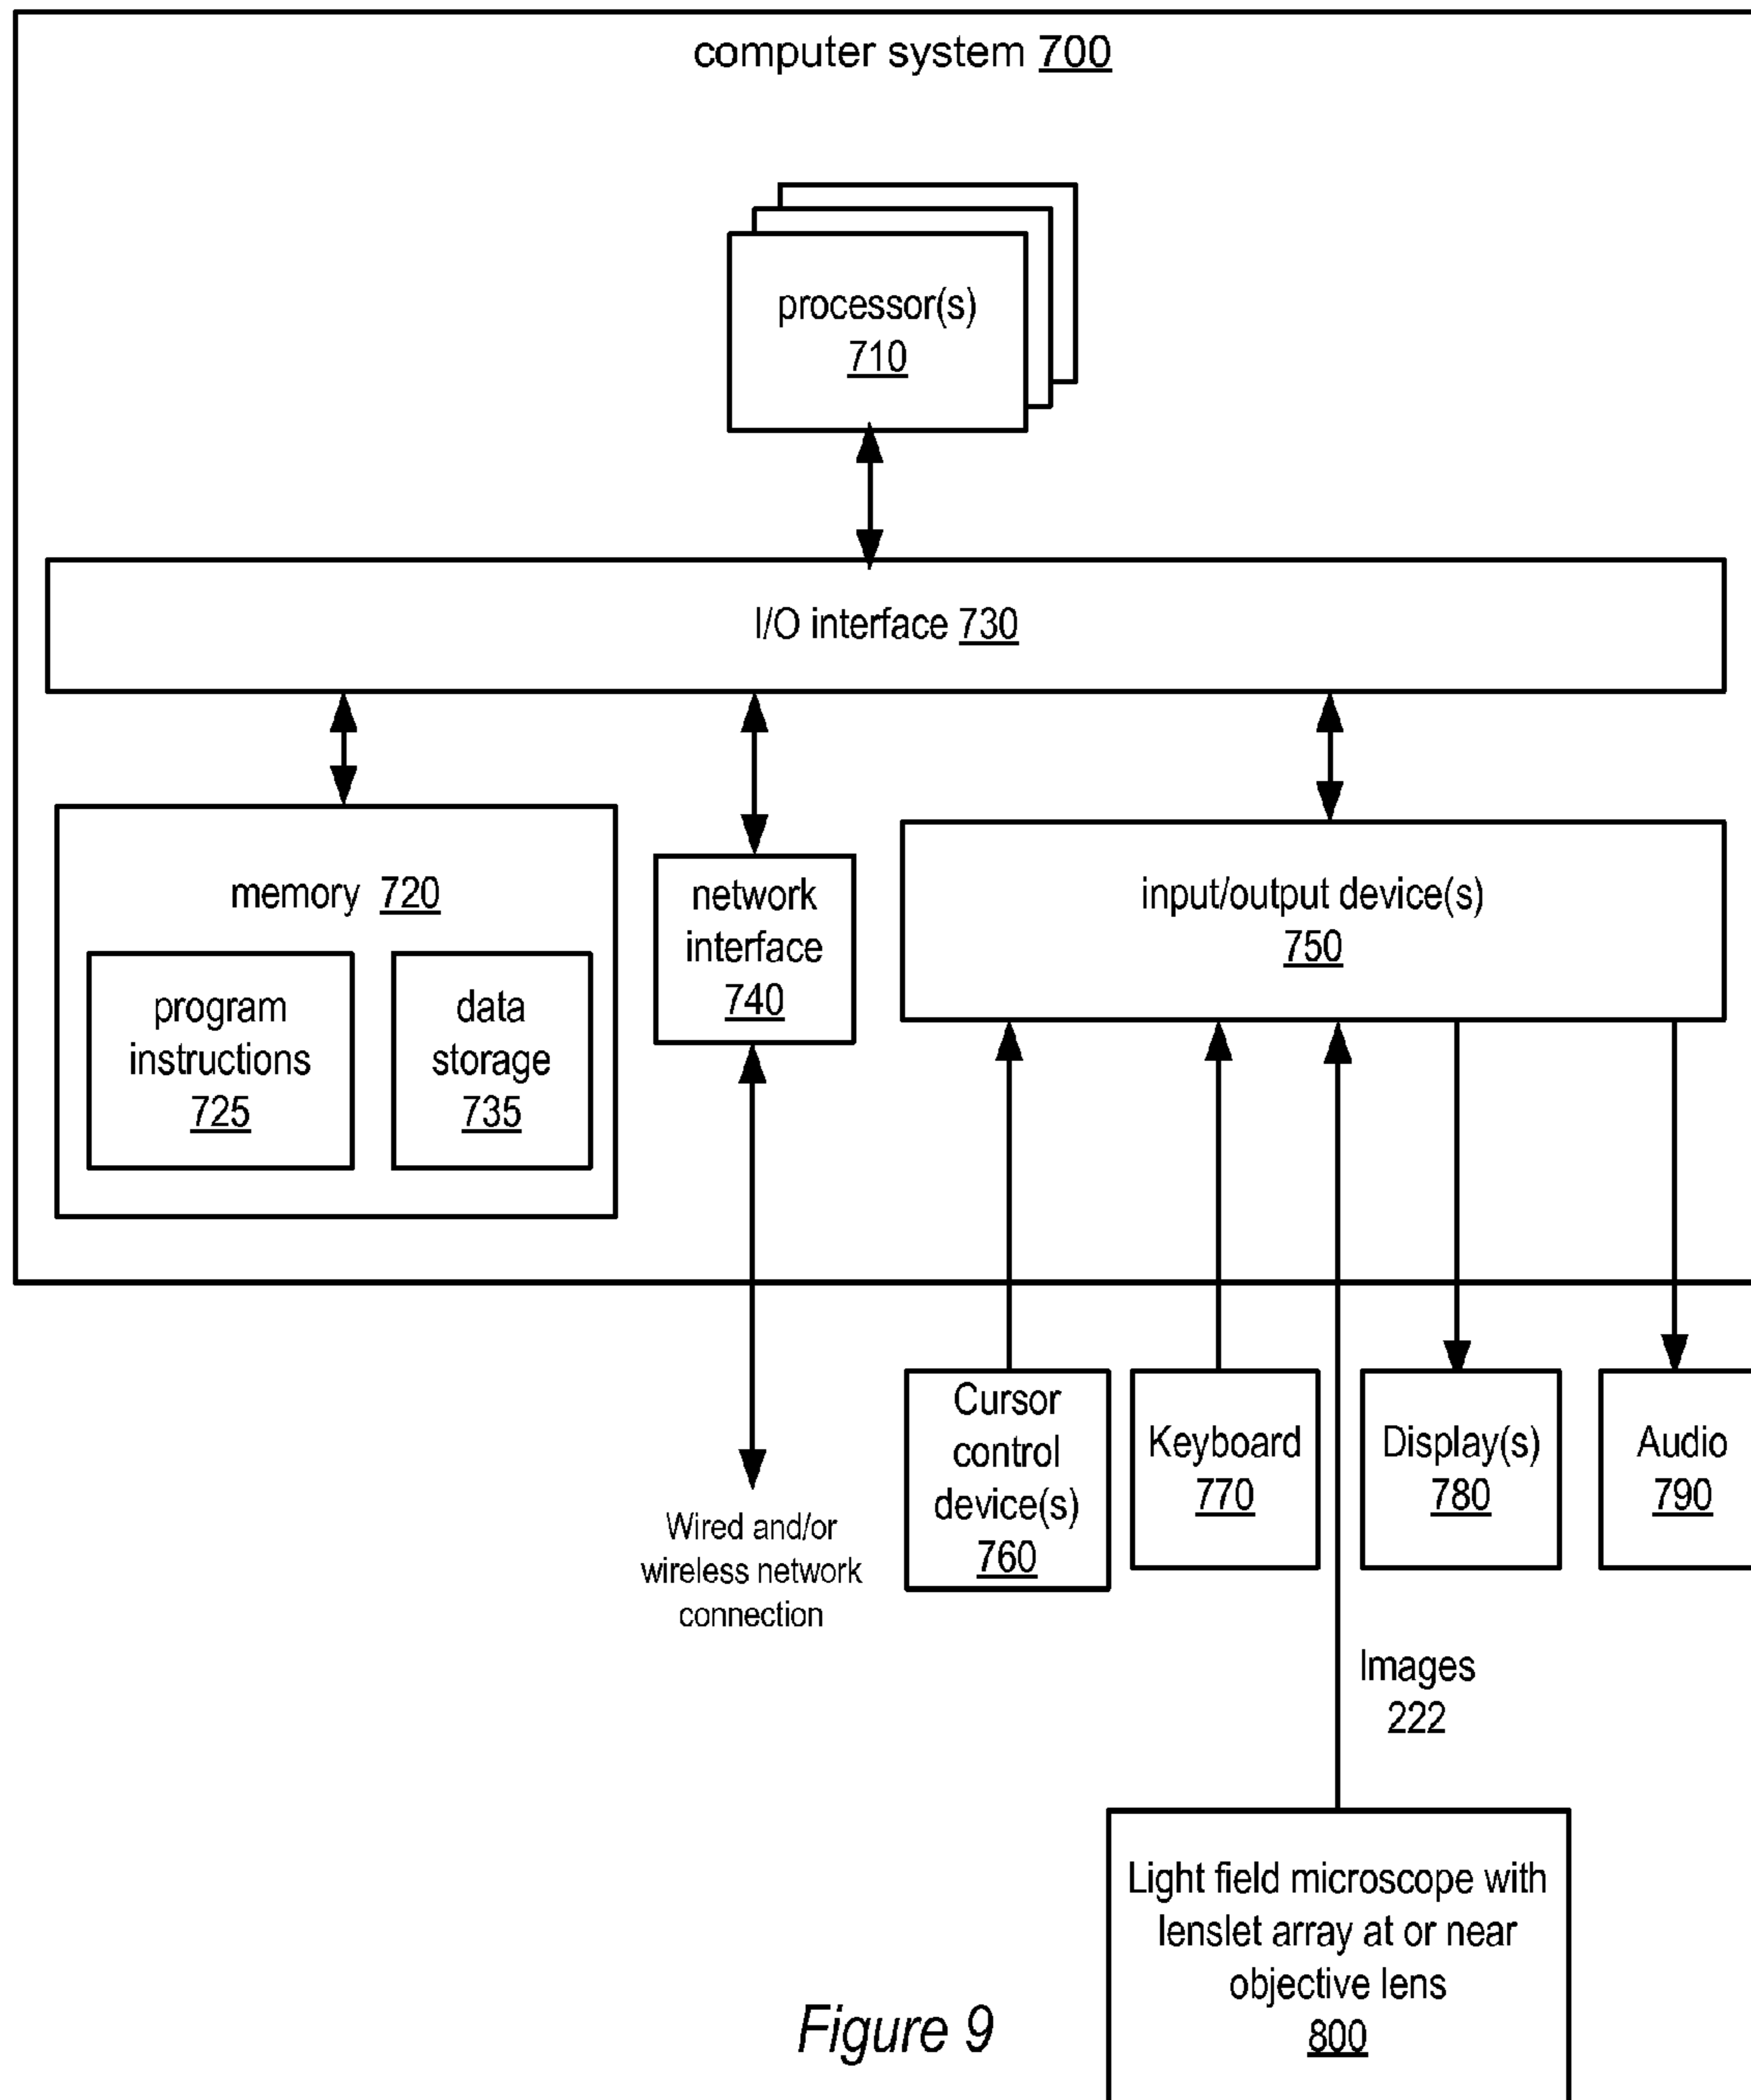 computer system 700
processor(s)
710
I/O interface 730
memory 720
program
instructions
725
data
storage
735
network
interface
740
input/output device(s)
750
Wired and/or
wireless network
connection
Cursor
control
device(s)
760
Keyboard
770
Display(s)
780
Audio
790
Images
222
Light field microscope with
lenslet array at or near
objective lens
800
Figure 9